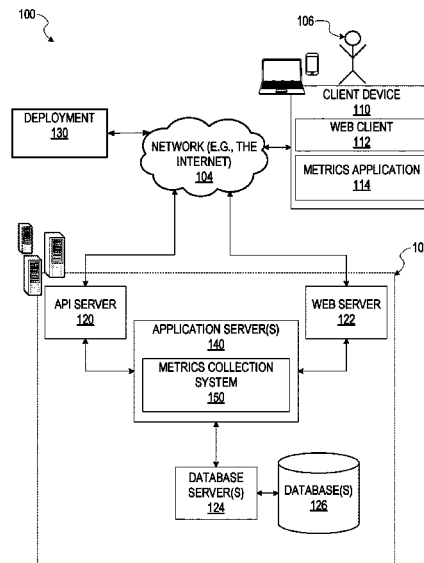 100
106
CLIENT DEVICE
110
WEB CLIENT
112
METRICS APPLICATION
114
DEPLOYMENT
130
NETWORK (E.G., THE
INTERNET)
104
10
API SERVER
120
WEB SERVER
122
APPLICATION SERVER(S)
140
METRICS COLLECTION
SYSTEM
150
DATABASE
SERVER(S)
124
DATABASE(S)
126